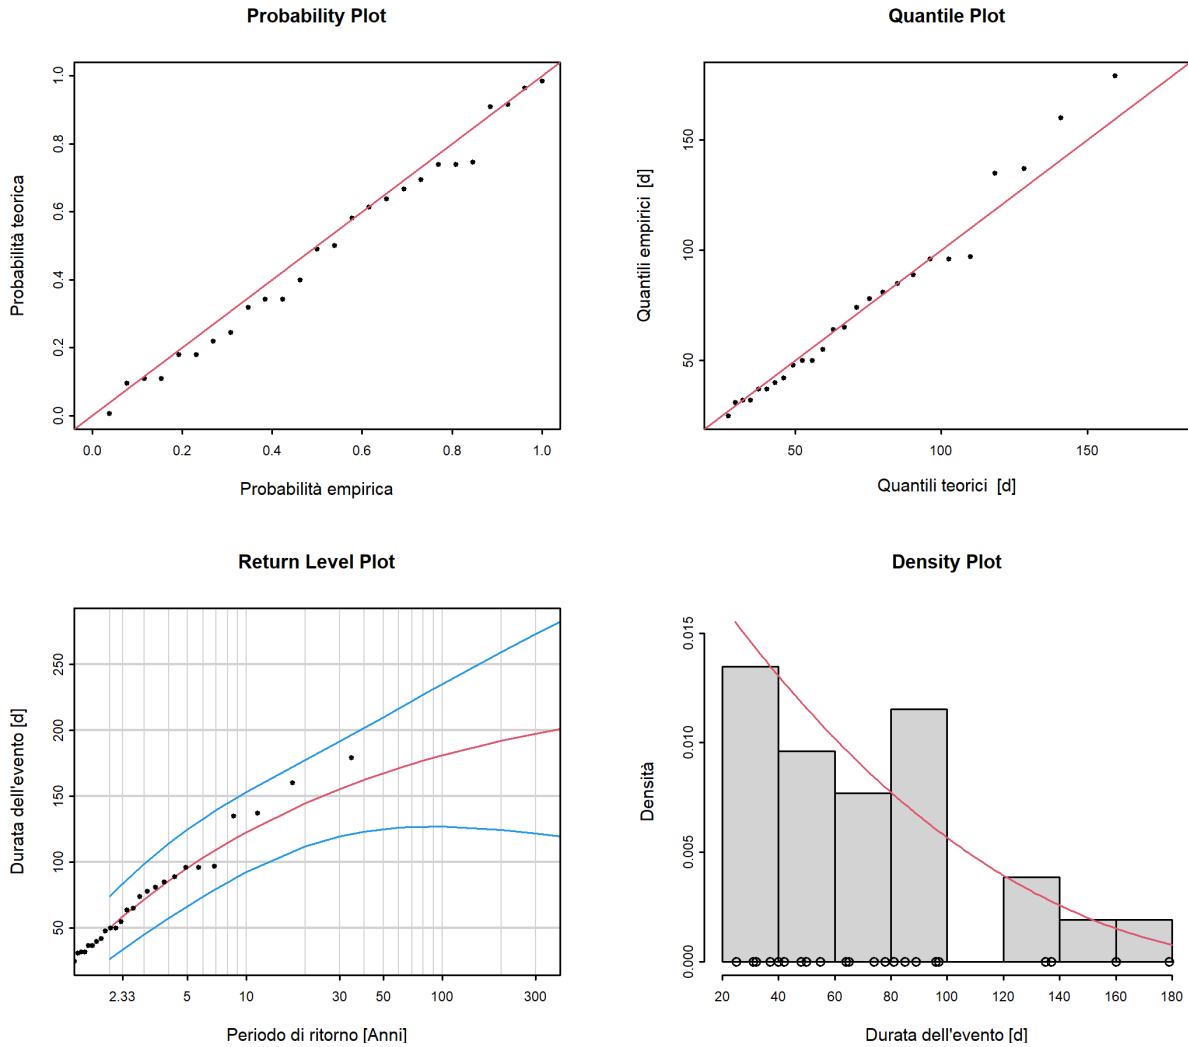 Probability Plot
Probabilità teorica
1.0
0.8
0.6
0.4
0.2
0.0
0.0 0.2 0.4 0.6 0.8 1.0
Probabilità empirica
Quantile Plot
Quantili empirici [d]
150
100
50
50 100 150
Quantili teorici [d]
Return Level Plot
Durata dell'evento [d]
250
200
150
100
50
2.33 5 10 30 50 100 300
Periodo di ritorno [Anni]
Density Plot
Densità
0.015
0.010
0.005
0.000
20 40 60 80 100 120 140 160 180
Durata dell'evento [d]